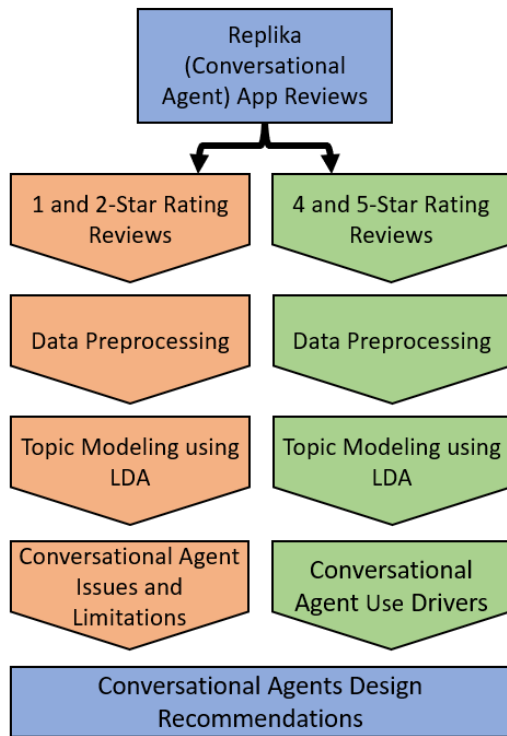 Replika
(Conversational
Agent) App Reviews
1 and 2-Star Rating
Reviews
4 and 5-Star Rating
Reviews
Data Preprocessing
Data Preprocessing
Topic Modeling using
LDA
Topic Modeling using
LDA
Conversational Agent
Issues and
Limitations
Conversational
Agent Use Drivers
Conversational Agents Design
Recommendations